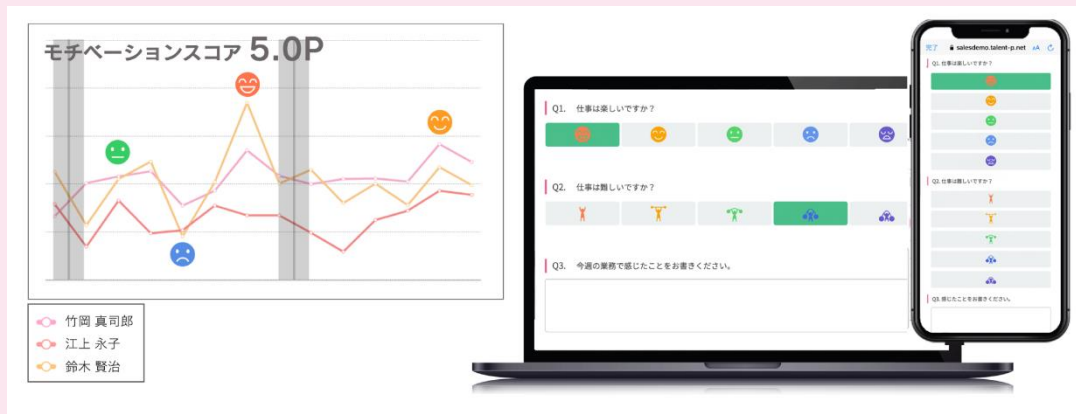 モチベーションスコア 5.0P
竹岡 真司郎
江上 永子
鈴木 賢治
Q1. 仕事は楽しいですか？
Q2. 仕事は難しいですか？
Q3. 今週の業務で感じたことをお書きください。
完了 salesdemo.talent-p.net AA
Q1. 仕事は楽しいですか？
Q2. 仕事は難しいですか？
Q3. 感じたことをお書きください。